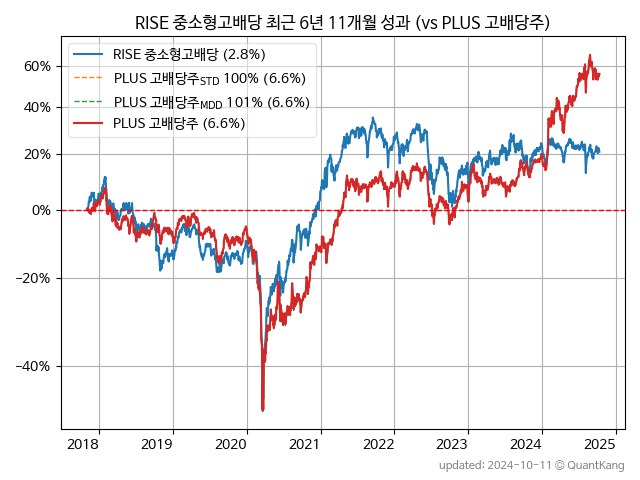 RISE 중소형고배당 최근 6년 11개월 성과 (vs PLUS 고배당주)
RISE 중소형고배당 (2.8%)
PLUS 고배당주STD 100% (6.6%)
PLUS 고배당주MDD 101% (6.6%)
PLUS 고배당주 (6.6%)
60%
40%
20%
0%
−20%
−40%
2018 2019 2020 2021 2022 2023 2024 2025
updated: 2024-10-11 © QuantKang